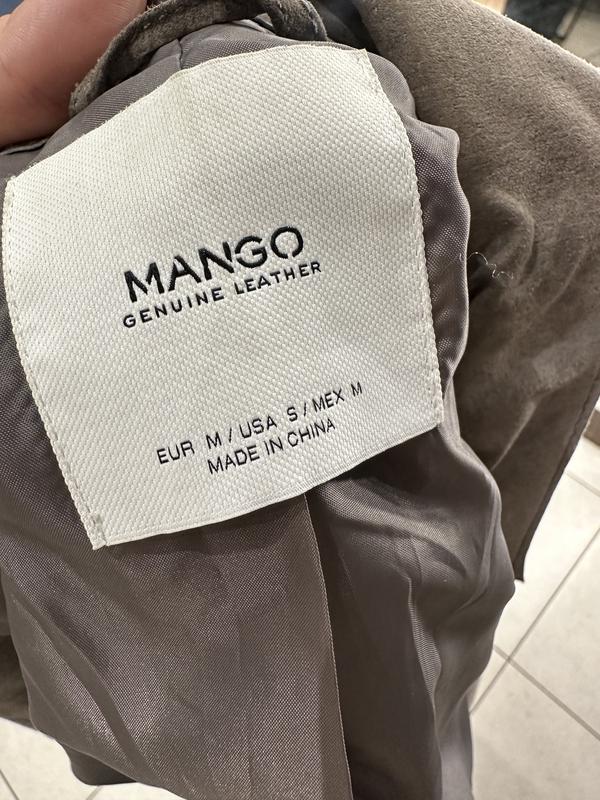 MANGO
GENUINE LEATHER
EUR M / USA S / MEX M
MADE IN CHINA